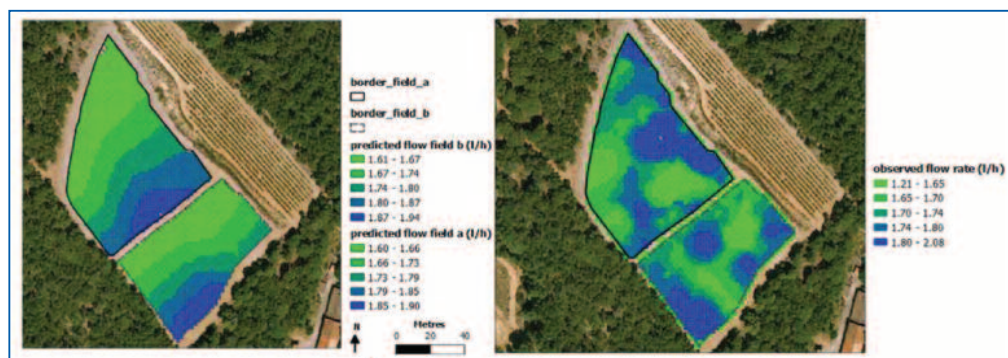 border_field_a
border_field_b
predicted flow field b (l/h)
1.61 - 1.67
1.67 - 1.74
1.74 - 1.80
1.80 - 1.87
1.87 - 1.94
predicted flow field a (l/h)
1.60 - 1.66
1.66 - 1.73
1.73 - 1.79
1.79 - 1.85
1.85 - 1.90
N
Metres
0 20 40
observed flow rate (l/h)
1.21 - 1.65
1.65 - 1.70
1.70 - 1.74
1.74 - 1.80
1.80 - 2.08